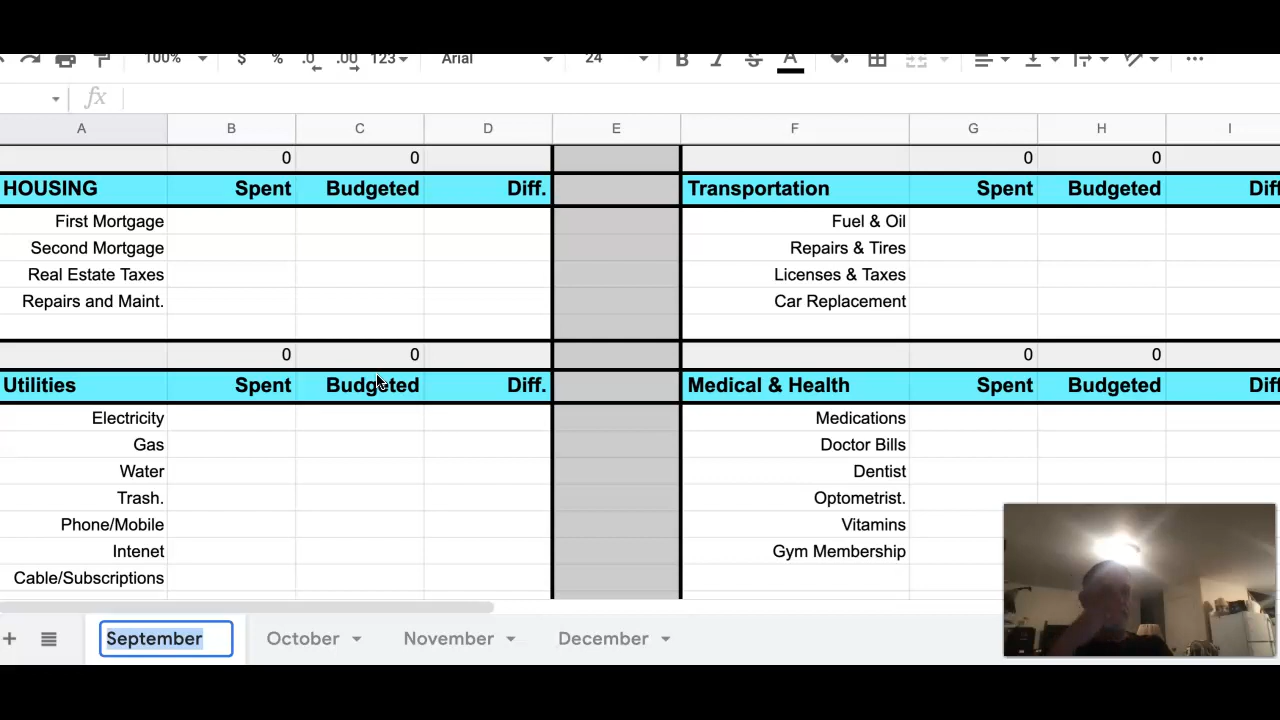 100% $ % .0 .00 123 Arial 24 B I S A
fx
A B C D E F G H I
0 0 0 0
HOUSING Spent Budgeted Diff. Transportation Spent Budgeted Diff
First Mortgage Fuel & Oil
Second Mortgage Repairs & Tires
Real Estate Taxes Licenses & Taxes
Repairs and Maint. Car Replacement
0 0 0 0
Utilities Spent Budgeted Diff. Medical & Health Spent Budgeted Diff
Electricity Medications
Gas Doctor Bills
Water Dentist
Trash. Optometrist.
Phone/Mobile Vitamins
Intenet Gym Membership
Cable/Subscriptions
September October November December